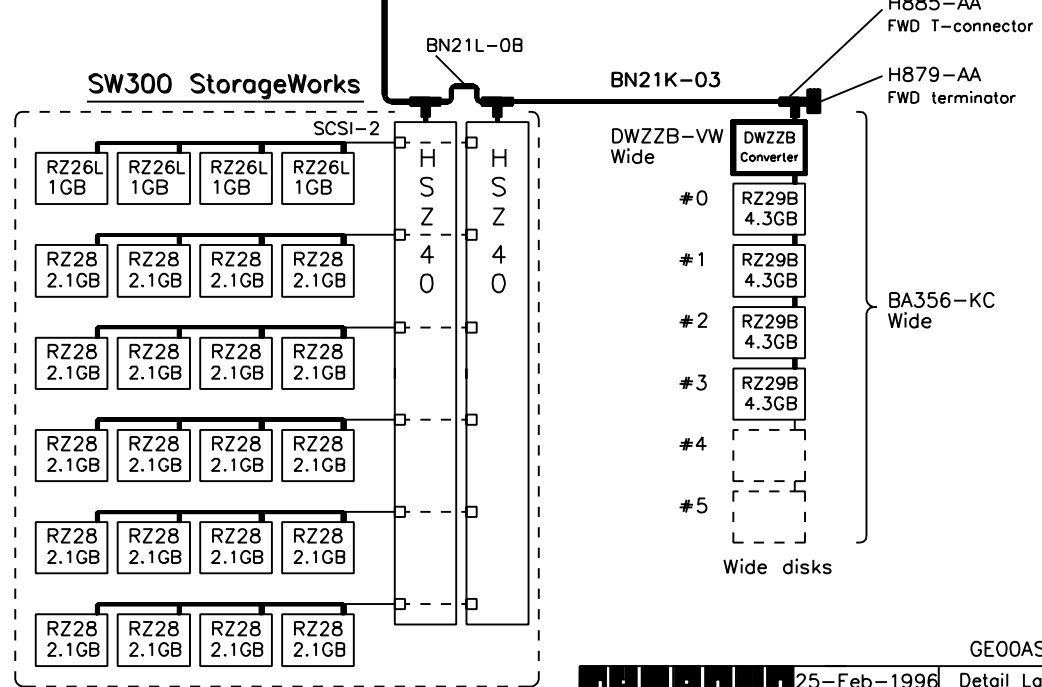 H885-AA
FWD T-connector
BN21L-0B
H879-AA
FWD terminator
SW300 StorageWorks
BN21K-03
SCSI-2
DWZZB-VW
Wide
DWZZB
Converter
RZ26L RZ26L RZ26L RZ26L
1GB 1GB 1GB 1GB
H H
S S
Z Z
4 4
0 0
#0 RZ29B
4.3GB
RZ28 RZ28 RZ28 RZ28
2.1GB 2.1GB 2.1GB 2.1GB
#1 RZ29B
4.3GB
BA356-KC
Wide
#2 RZ29B
4.3GB
RZ28 RZ28 RZ28 RZ28
2.1GB 2.1GB 2.1GB 2.1GB
#3 RZ29B
4.3GB
#4
RZ28 RZ28 RZ28 RZ28
2.1GB 2.1GB 2.1GB 2.1GB
#5
RZ28 RZ28 RZ28 RZ28
2.1GB 2.1GB 2.1GB 2.1GB
Wide disks
RZ28 RZ28 RZ28 RZ28
2.1GB 2.1GB 2.1GB 2.1GB
GE00AS
25-Feb-1996 Detail La